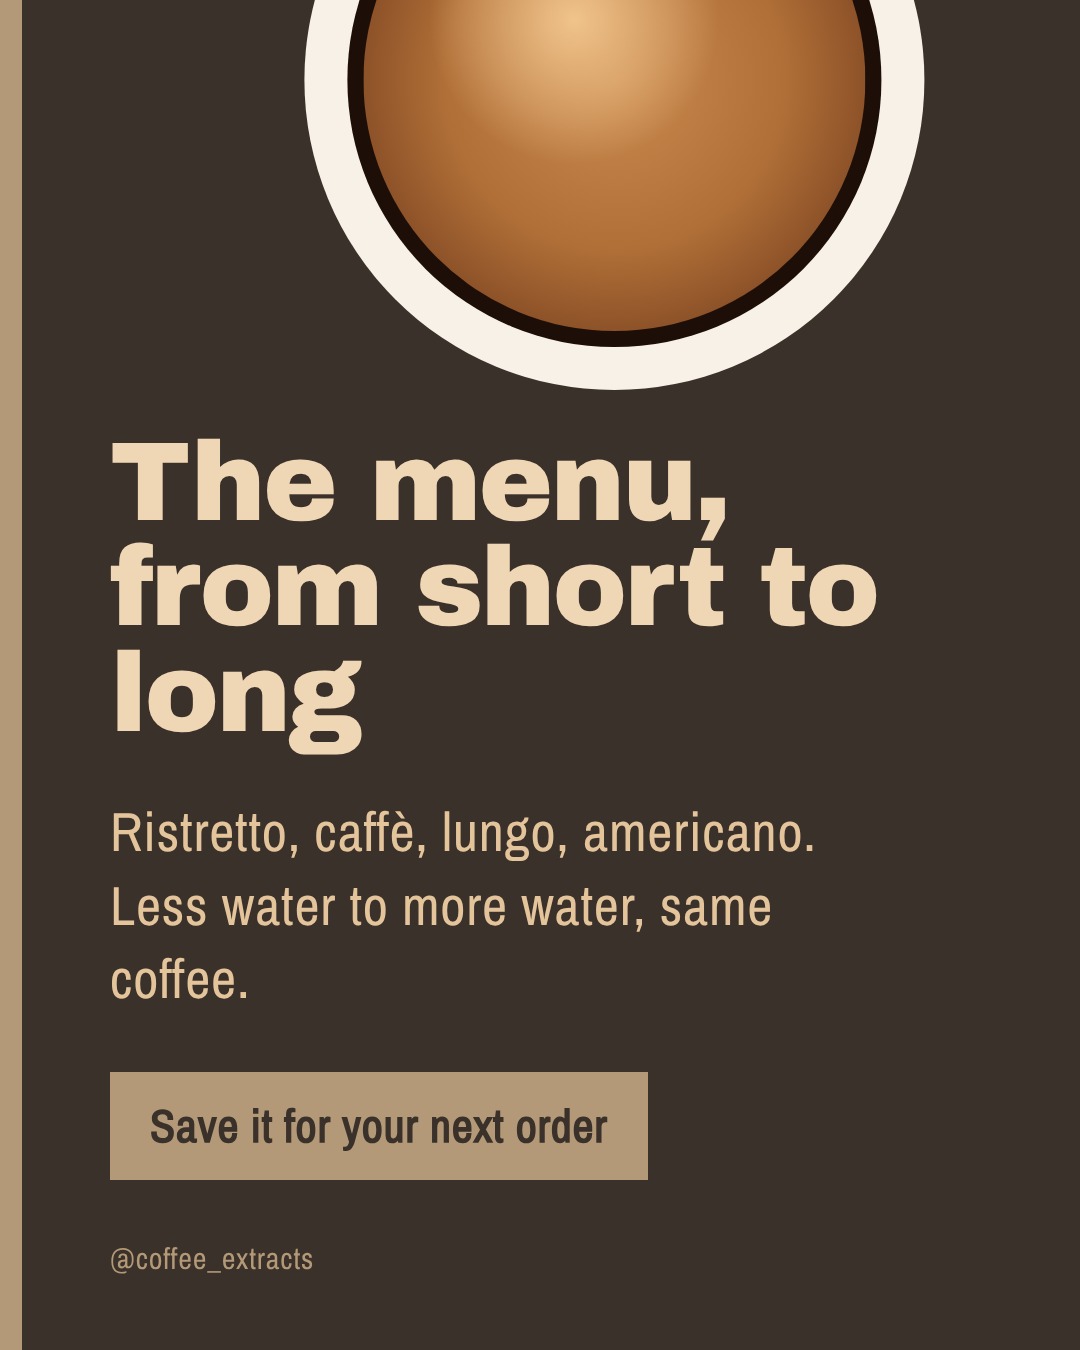 The menu,
from short to
long
Ristretto, caffè, lungo, americano.
Less water to more water, same
coffee.
Save it for your next order
@coffee_extracts